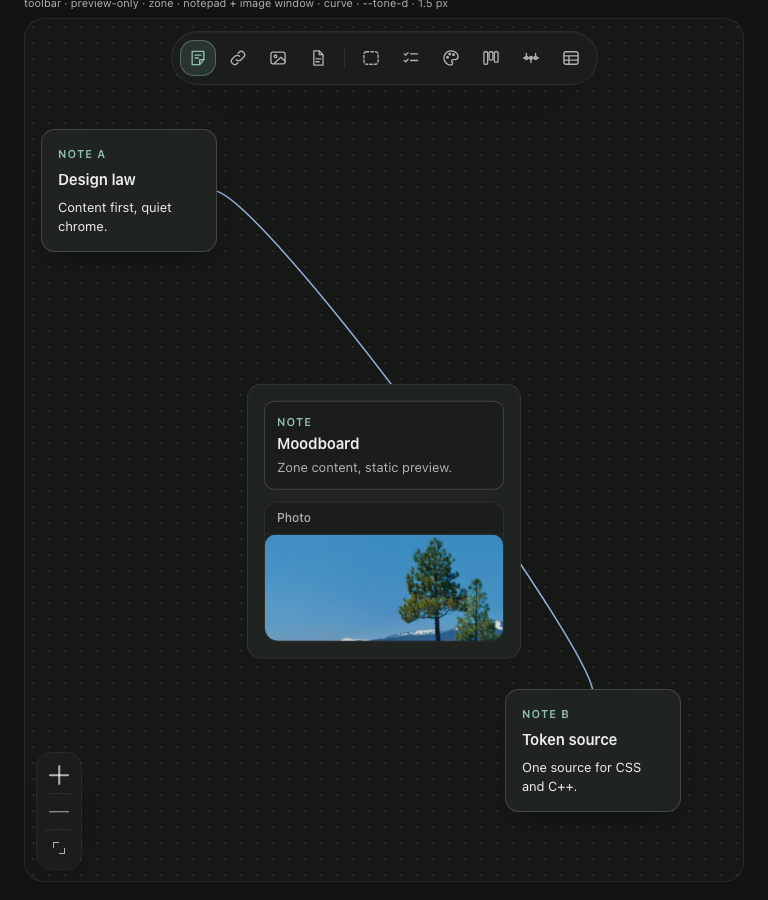 toolbar · preview-only · zone · notepad + image window · curve · --tone-d · 1.5 px
NOTE A
Design law
Content first, quiet
chrome.
NOTE
Moodboard
Zone content, static preview.
Photo
NOTE B
Token source
One source for CSS
and C++.